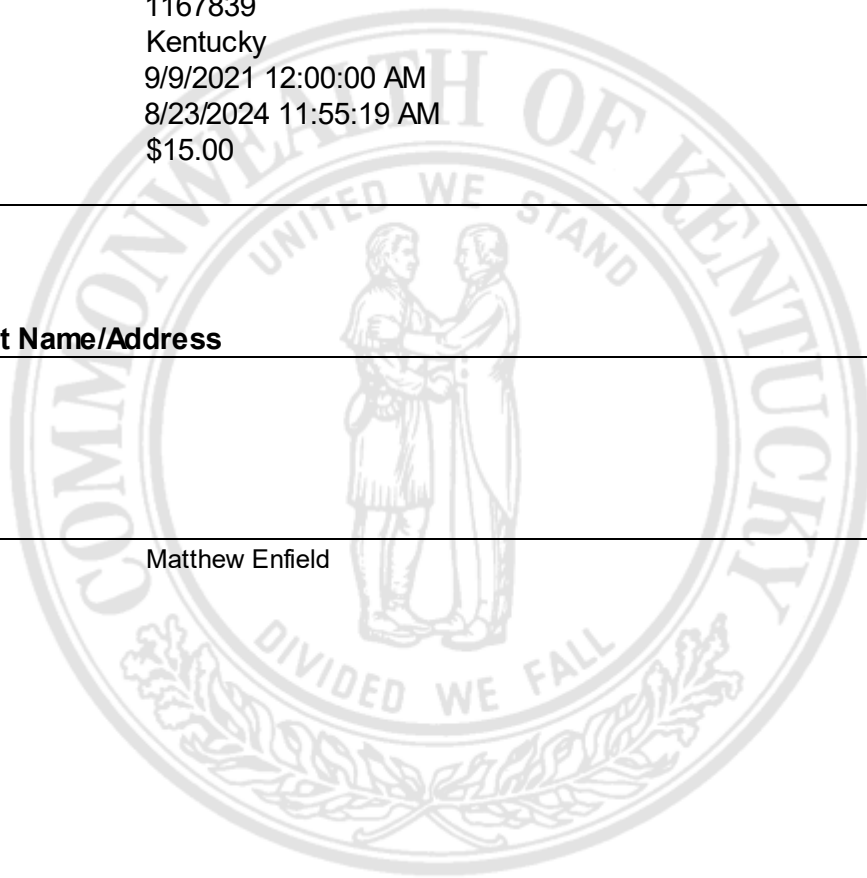 1167839
Kentucky
9/9/2021 12:00:00 AM
8/23/2024 11:55:19 AM
$15.00
t Name/Address
Matthew Enfield
COMMONWEALTH OF KENTUCKY
UNITED WE STAND
DIVIDED WE FALL